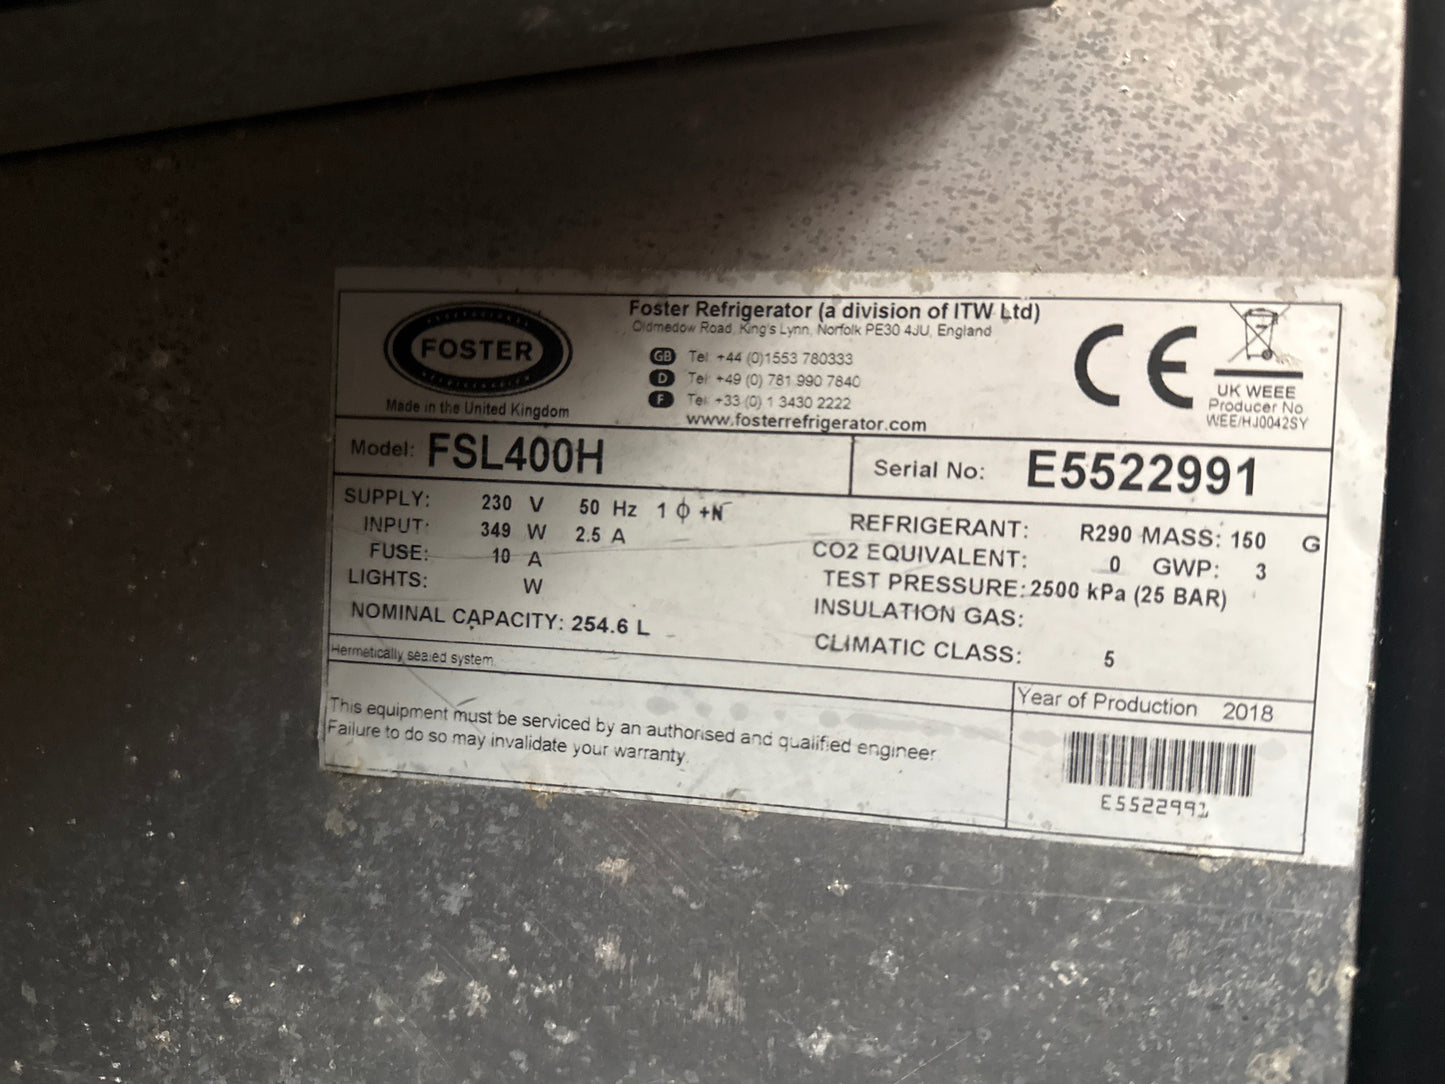 FOSTER
Made in the United Kingdom
Foster Refrigerator (a division of ITW Ltd)
Oldmedow Road, King's Lynn, Norfolk PE30 4JU, England
GB Tel: +44 (0)1553 780333
D Tel: +49 (0) 781 990 7840
F Tel: +33 (0) 1 3430 2222
www.fosterrefrigerator.com
CE
UK WEEE
Producer No
WEE/HJ0042SY
Model: FSL400H
Serial No: E5522991
SUPPLY: 230 V 50 Hz 1 ϕ +N
INPUT: 349 W 2.5 A
FUSE: 10 A
LIGHTS: W
NOMINAL CAPACITY: 254.6 L
REFRIGERANT: R290 MASS: 150 G
CO2 EQUIVALENT: 0 GWP: 3
TEST PRESSURE: 2500 kPa (25 BAR)
INSULATION GAS:
CLIMATIC CLASS: 5
Hermetically sealed system.
This equipment must be serviced by an authorised and qualified engineer.
Failure to do so may invalidate your warranty.
Year of Production 2018
E5522991